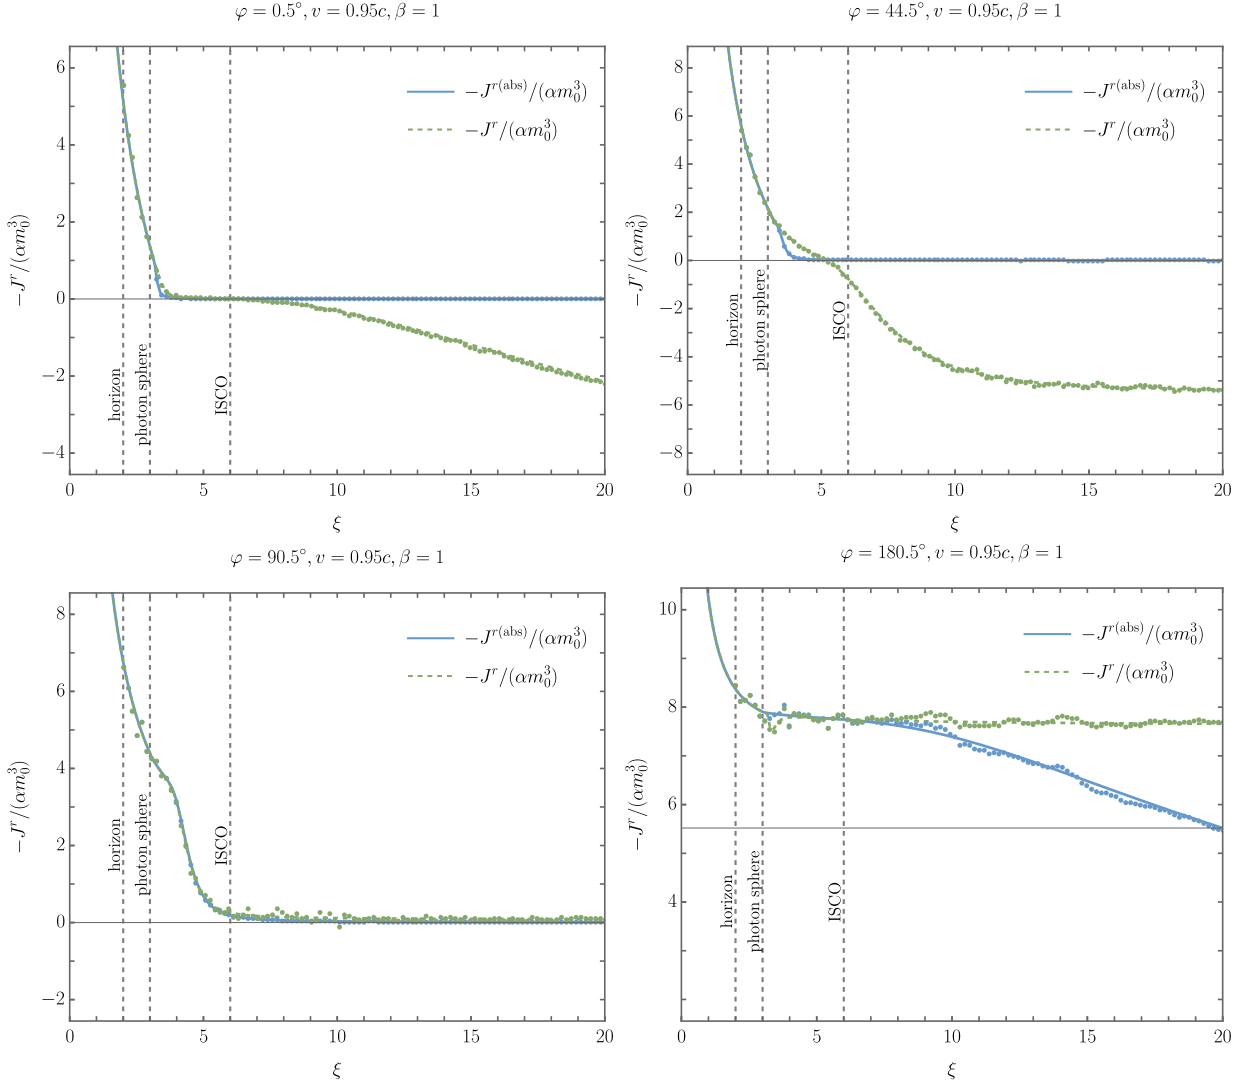 φ = 0.5°, v = 0.95c, β = 1
−J^{r(abs)}/(αm_0^3)
−J^r/(αm_0^3)
6
4
2
0
−2
−4
−J^r/(αm_0^3)
horizon
photon sphere
ISCO
0 5 10 15 20
ξ
φ = 44.5°, v = 0.95c, β = 1
−J^{r(abs)}/(αm_0^3)
−J^r/(αm_0^3)
8
6
4
2
0
−2
−4
−6
−8
−J^r/(αm_0^3)
horizon
photon sphere
ISCO
0 5 10 15 20
ξ
φ = 90.5°, v = 0.95c, β = 1
−J^{r(abs)}/(αm_0^3)
−J^r/(αm_0^3)
8
6
4
2
0
−2
−J^r/(αm_0^3)
horizon
photon sphere
ISCO
0 5 10 15 20
ξ
φ = 180.5°, v = 0.95c, β = 1
−J^{r(abs)}/(αm_0^3)
−J^r/(αm_0^3)
10
8
6
4
−J^r/(αm_0^3)
horizon
photon sphere
ISCO
0 5 10 15 20
ξ